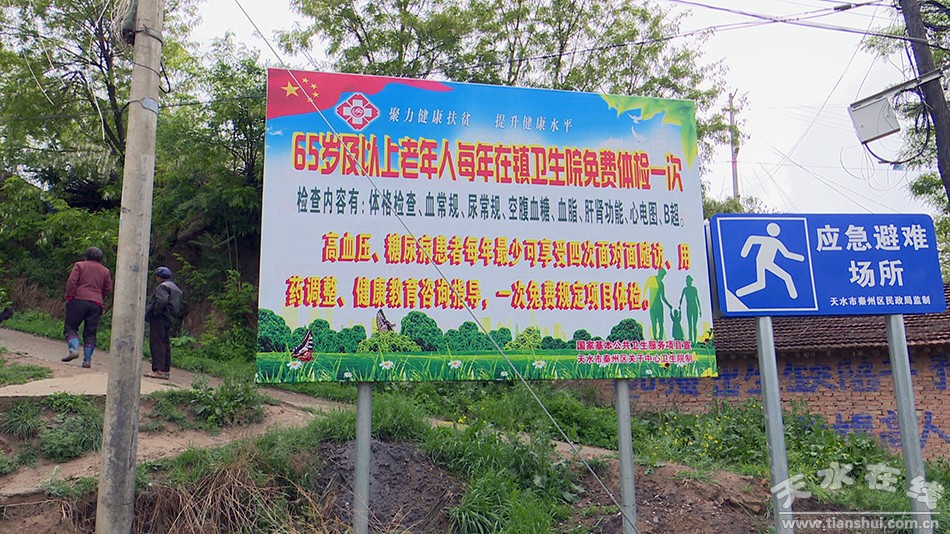 聚力健康扶贫 提升健康水平
65岁及以上老年人每年在镇卫生院免费体检一次
检查内容有:体格检查、血常规、尿常规、空腹血糖、血脂、肝肾功能、心电图、B超。
高血压、糖尿病患者每年最少可享受四次面对面随访、用
药调整、健康教育咨询指导,一次免费规定项目体检。
国家基本公共卫生服务项目宣
天水市秦州区杨家寺中心卫生院制
应急避难
场所
天水市秦州区民政局监制
天水在线
www.tianshui.com.cn